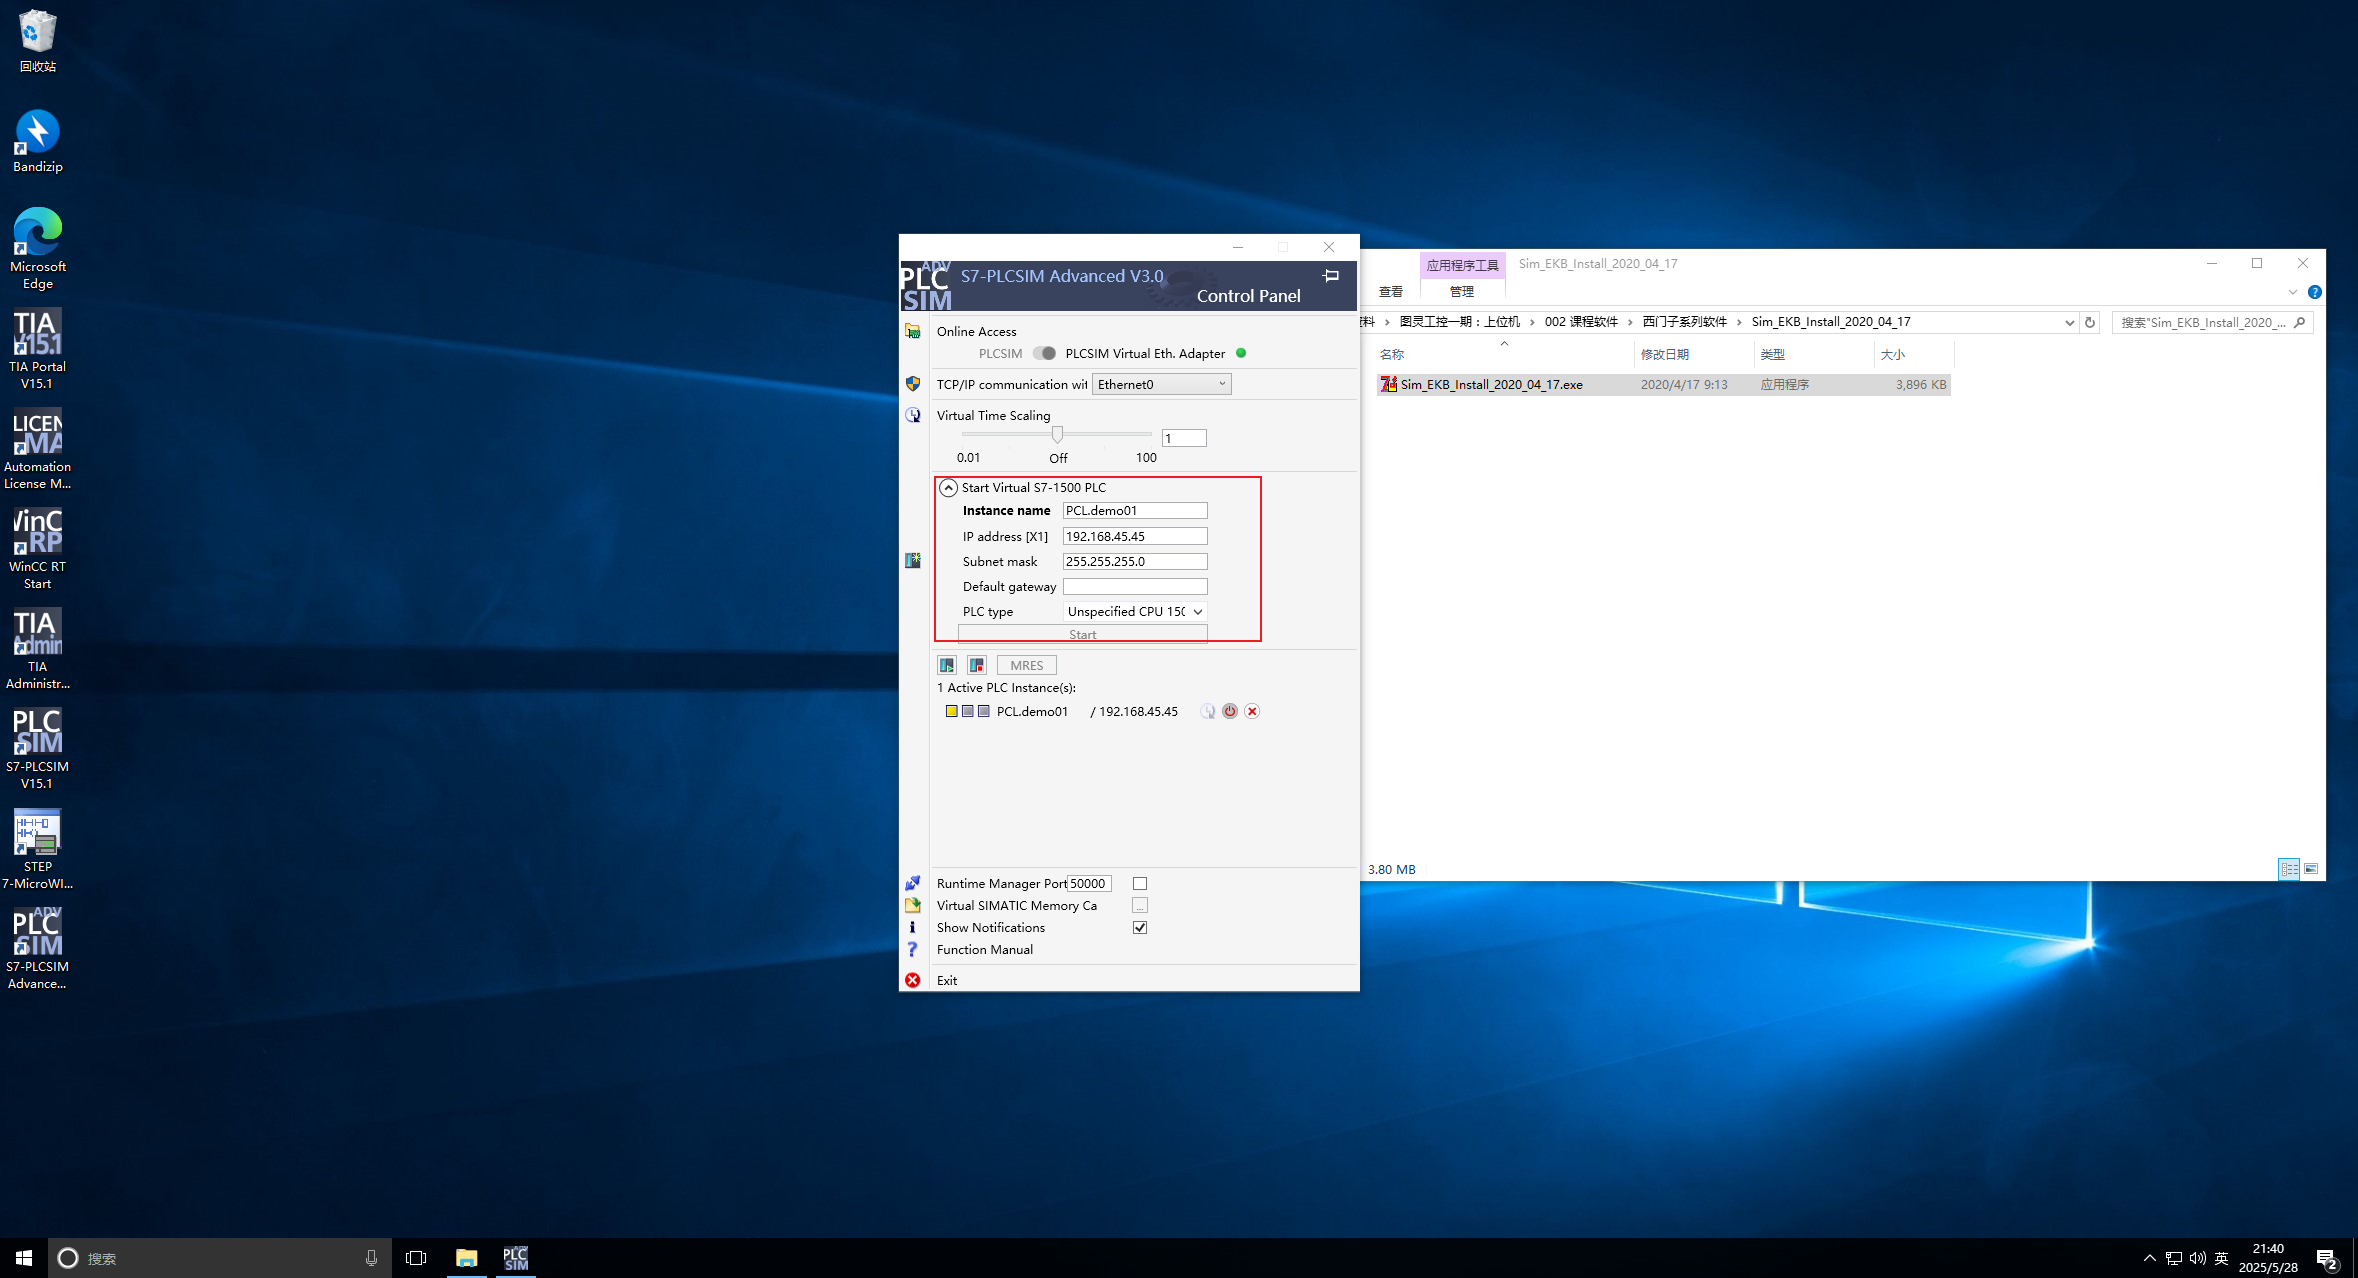 回收站
Bandizip
Microsoft
Edge
TIA
V15.1
TIA Portal
V15.1
LICEN
MA
Automation
License M...
WinC
RP
WinCC RT
Start
TIA
Admin
TIA
Administr...
PLC
SIM
S7-PLCSIM
V15.1
STEP
7-MicroWI...
PLC ADV
SIM
S7-PLCSIM
Advance...
PLC ADV
SIM
S7-PLCSIM Advanced V3.0
Control Panel
Online Access
PLCSIM PLCSIM Virtual Eth. Adapter
TCP/IP communication wit Ethernet0
Virtual Time Scaling
1
0.01 Off 100
Start Virtual S7-1500 PLC
Instance name PCL.demo01
IP address [X1] 192.168.45.45
Subnet mask 255.255.255.0
Default gateway
PLC type Unspecified CPU 150
Start
MRES
1 Active PLC Instance(s):
PCL.demo01 / 192.168.45.45
Runtime Manager Port 50000
Virtual SIMATIC Memory Ca ...
Show Notifications
Function Manual
Exit
应用程序工具 Sim_EKB_Install_2020_04_17
查看 管理
料 › 图灵工控一期：上位机 › 002 课程软件 › 西门子系列软件 › Sim_EKB_Install_2020_04_17
搜索"Sim_EKB_Install_2020_...
名称 修改日期 类型 大小
Sim_EKB_Install_2020_04_17.exe 2020/4/17 9:13 应用程序 3,896 KB
3.80 MB
搜索
PLC ADV
SIM
英
21:40
2025/5/28
2